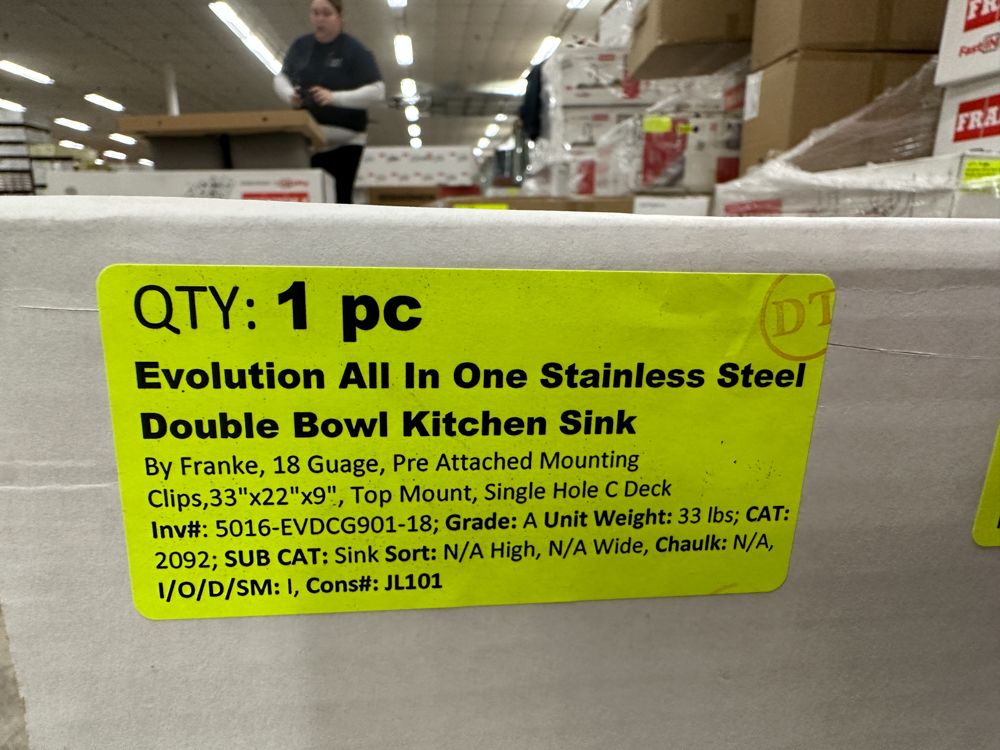 QTY: 1 pc
DT
Evolution All In One Stainless Steel
Double Bowl Kitchen Sink
By Franke, 18 Guage, Pre Attached Mounting
Clips,33"x22"x9", Top Mount, Single Hole C Deck
Inv#: 5016-EVDCG901-18; Grade: A Unit Weight: 33 lbs; CAT:
2092; SUB CAT: Sink Sort: N/A High, N/A Wide, Chaulk: N/A,
I/O/D/SM: I, Cons#: JL101
FR
FRA